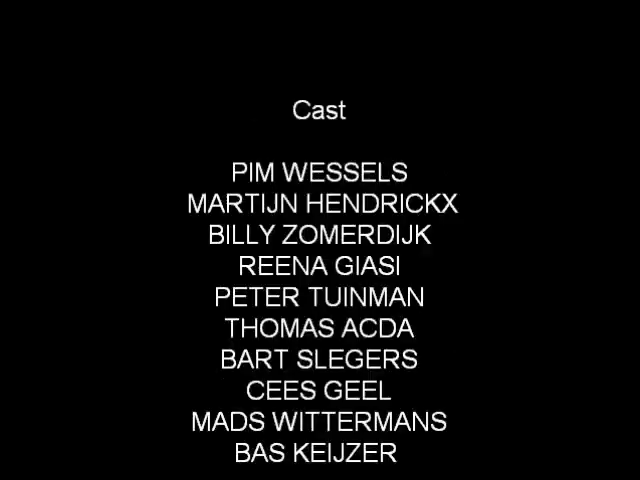 Cast
PIM WESSELS
MARTIJN HENDRICKX
BILLY ZOMERDIJK
REENA GIASI
PETER TUINMAN
THOMAS ACDA
BART SLEGERS
CEES GEEL
MADS WITTERMANS
BAS KEIJZER